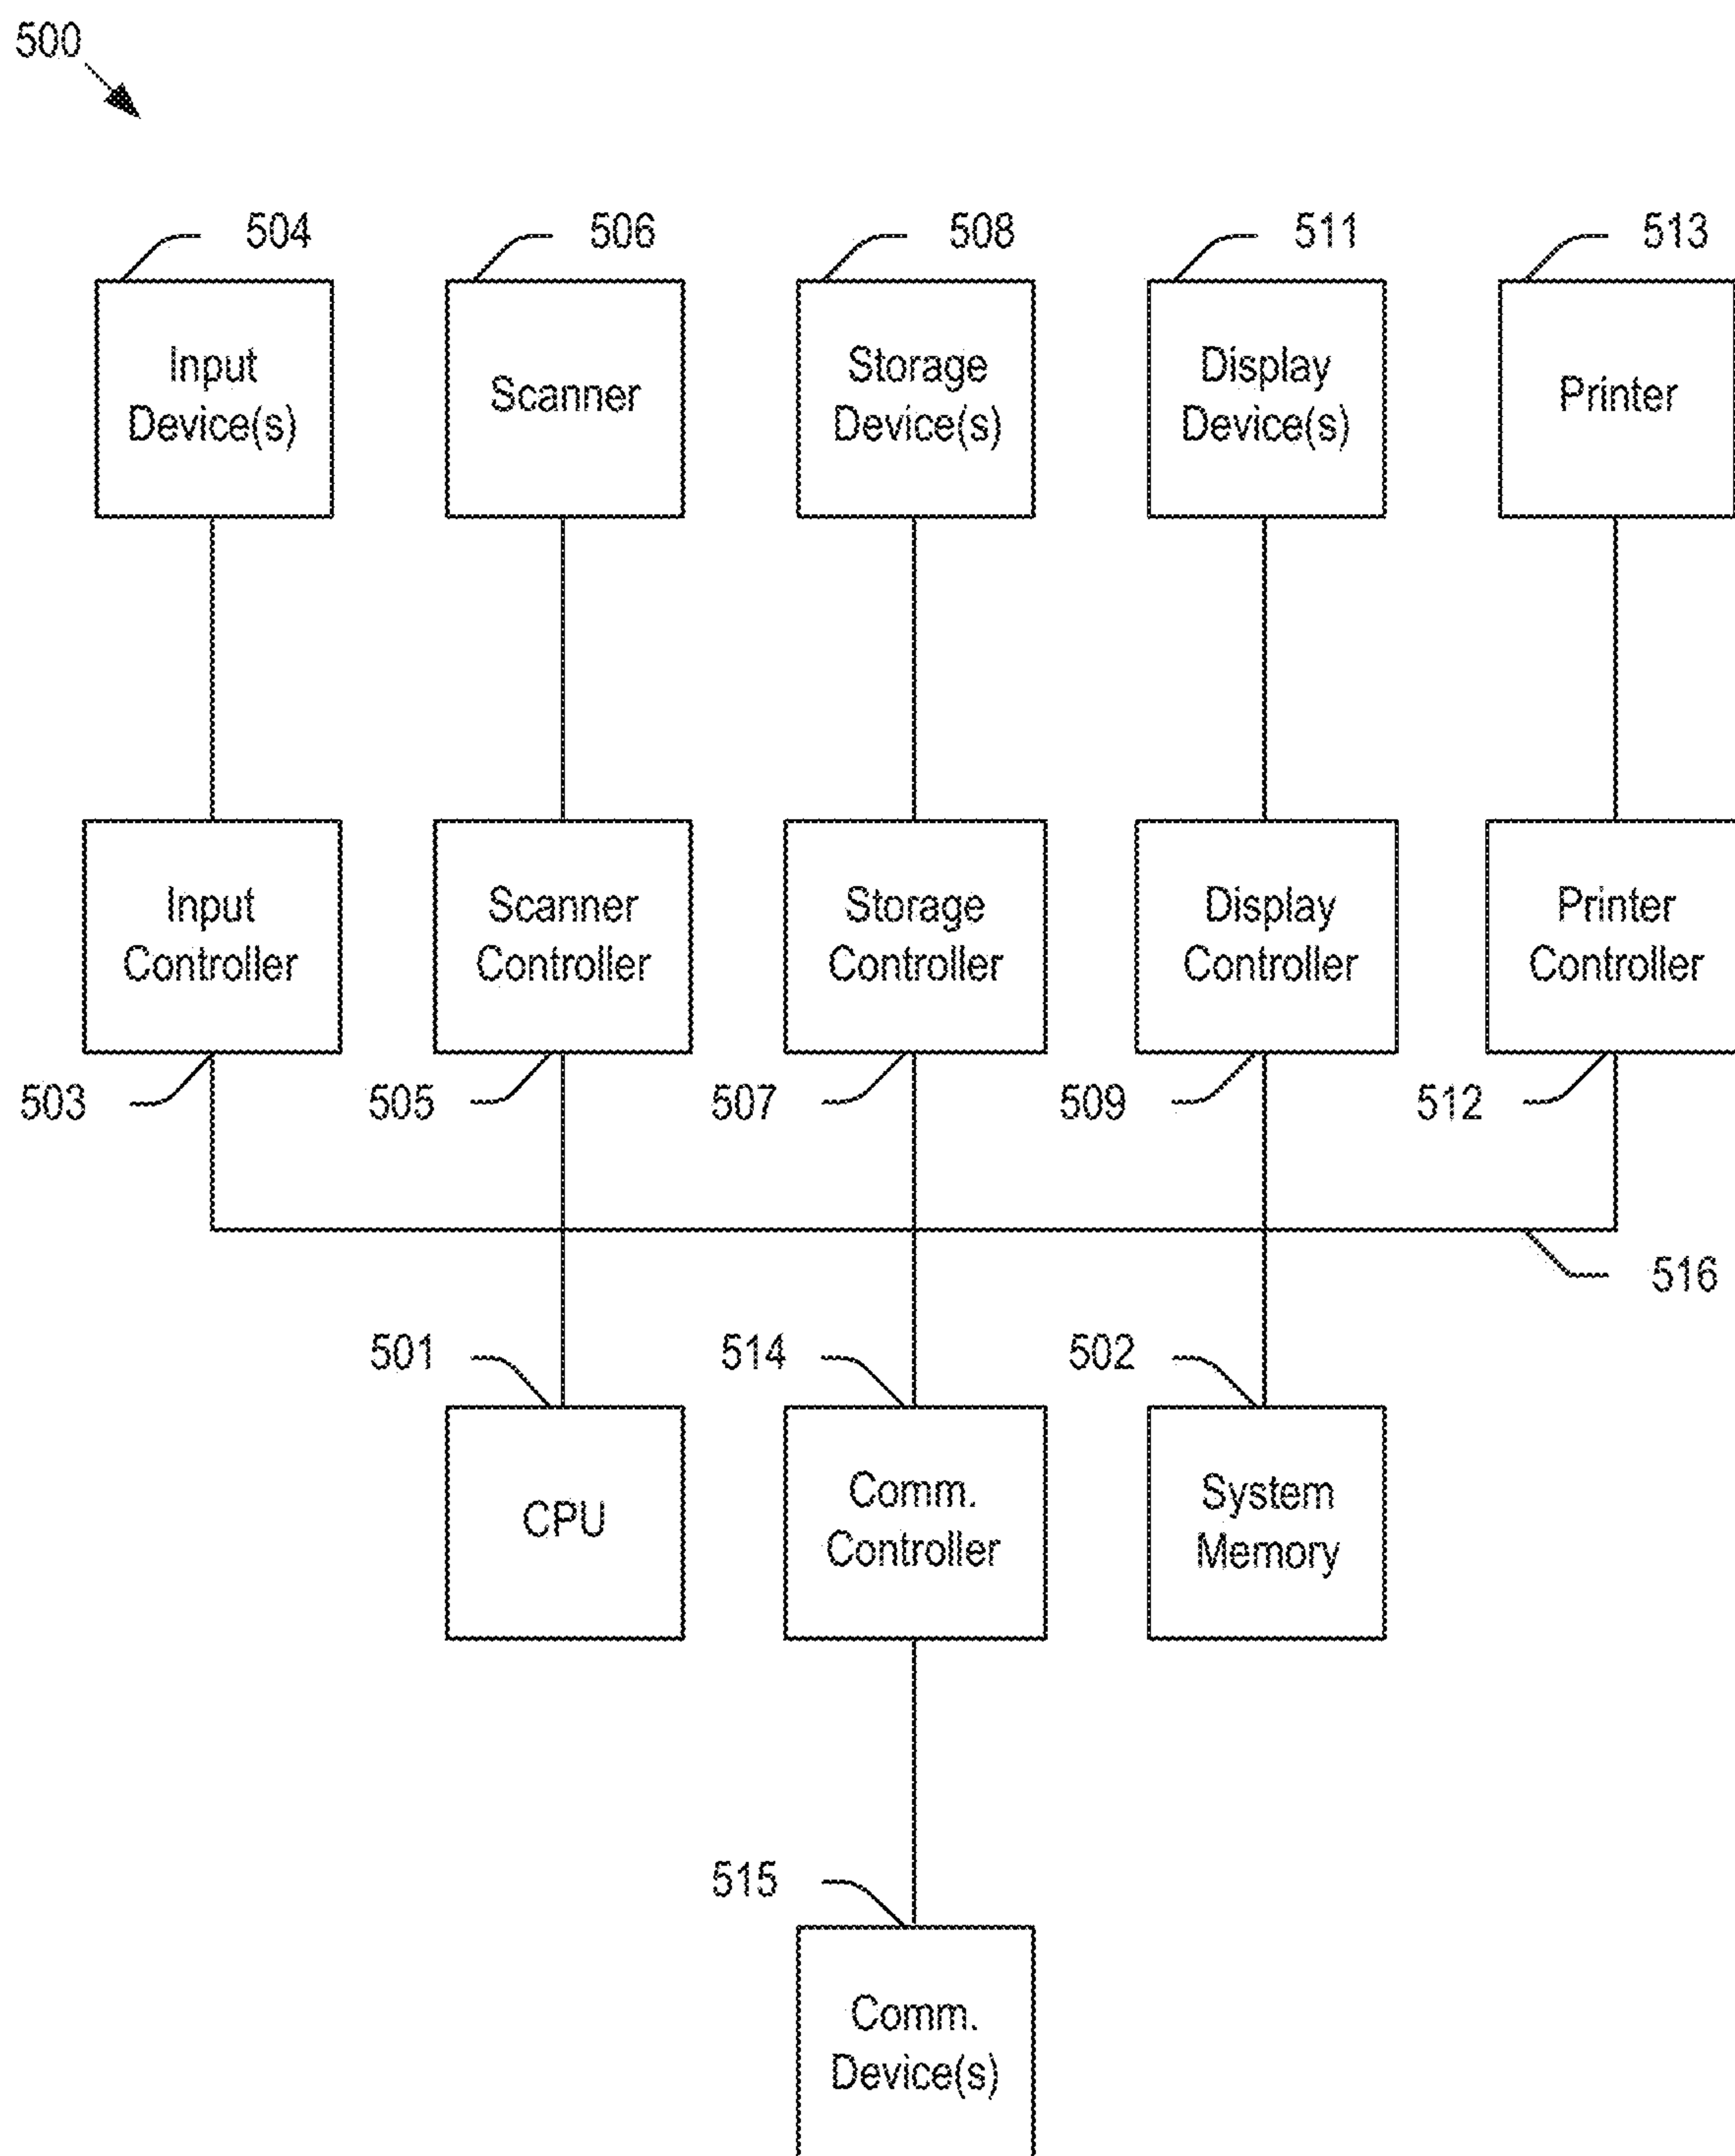 500
504
506
508
511
513
Input
Device(s)
Scanner
Storage
Device(s)
Display
Device(s)
Printer
Input
Controller
Scanner
Controller
Storage
Controller
Display
Controller
Printer
Controller
503
505
507
509
512
516
501
514
502
CPU
Comm.
Controller
System
Memory
515
Comm.
Device(s)